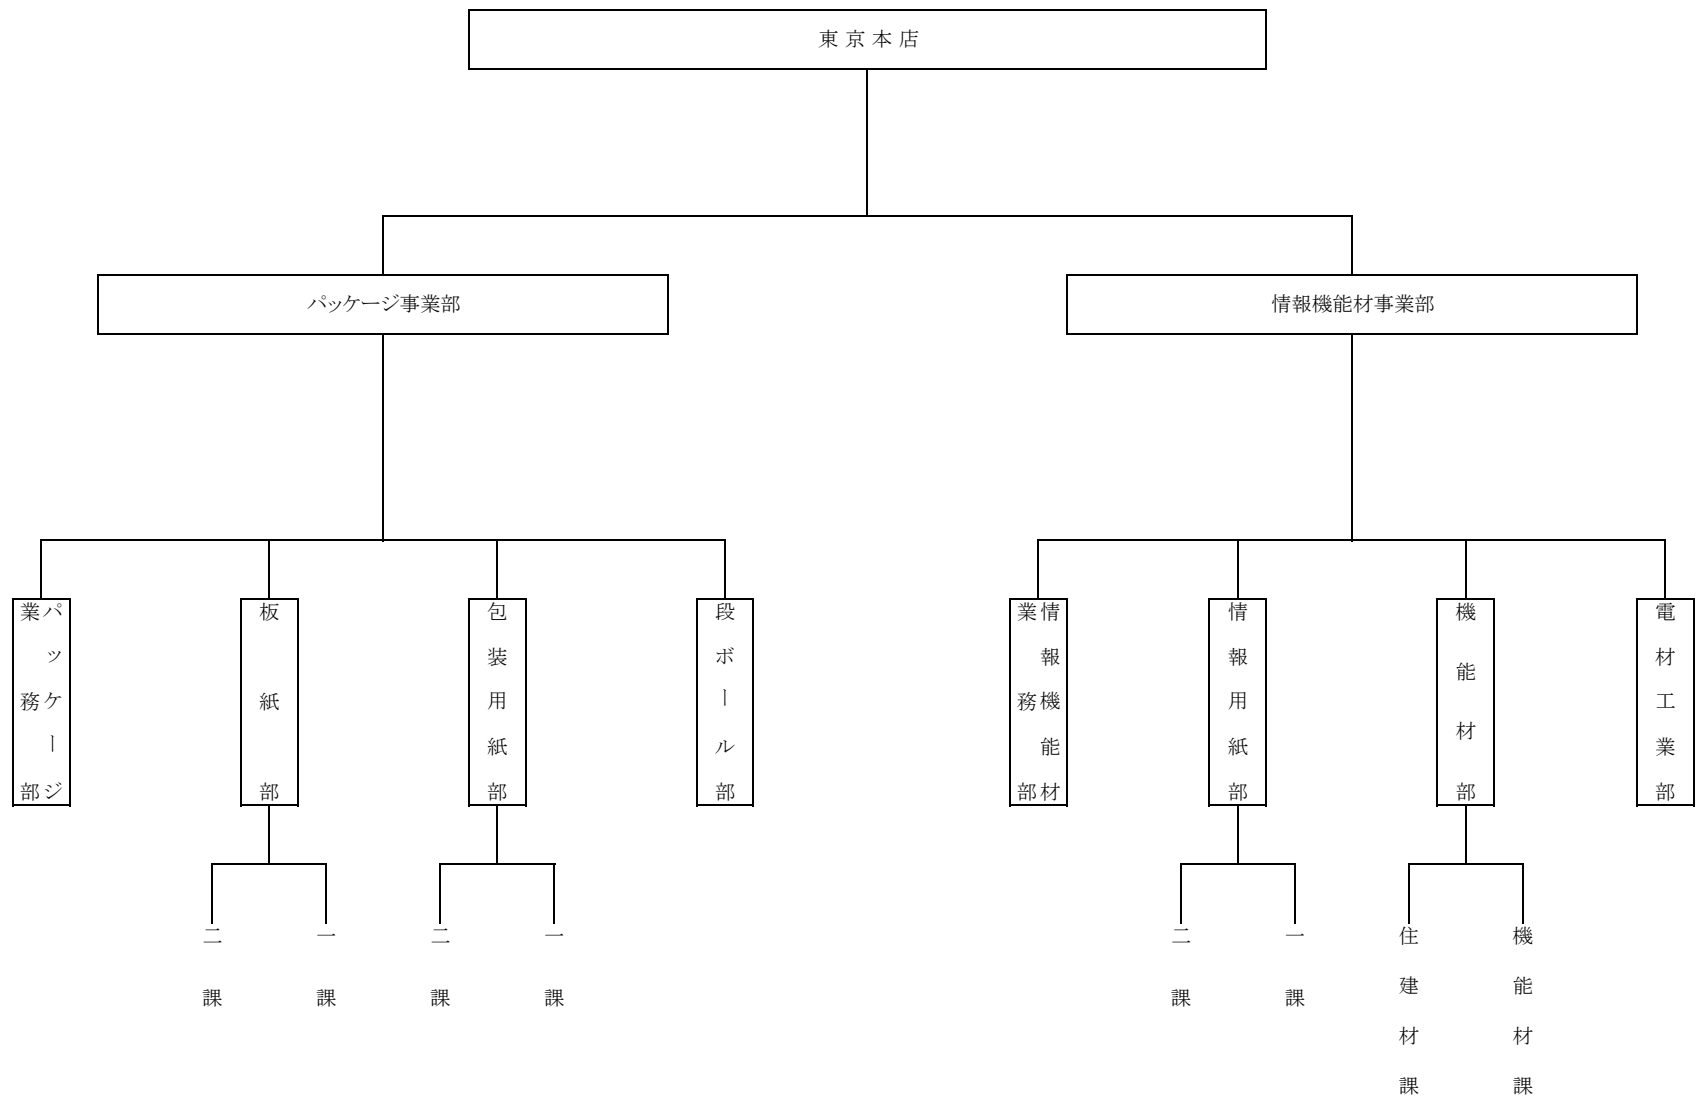 東京本店
パッケージ事業部
情報機能材事業部
パッケージ
業務部
板紙部
包装用紙部
段ボール部
情報機能材
業務部
情報用紙部
機能材部
電材工業部
二課
一課
二課
一課
二課
一課
住建材課
機能材課